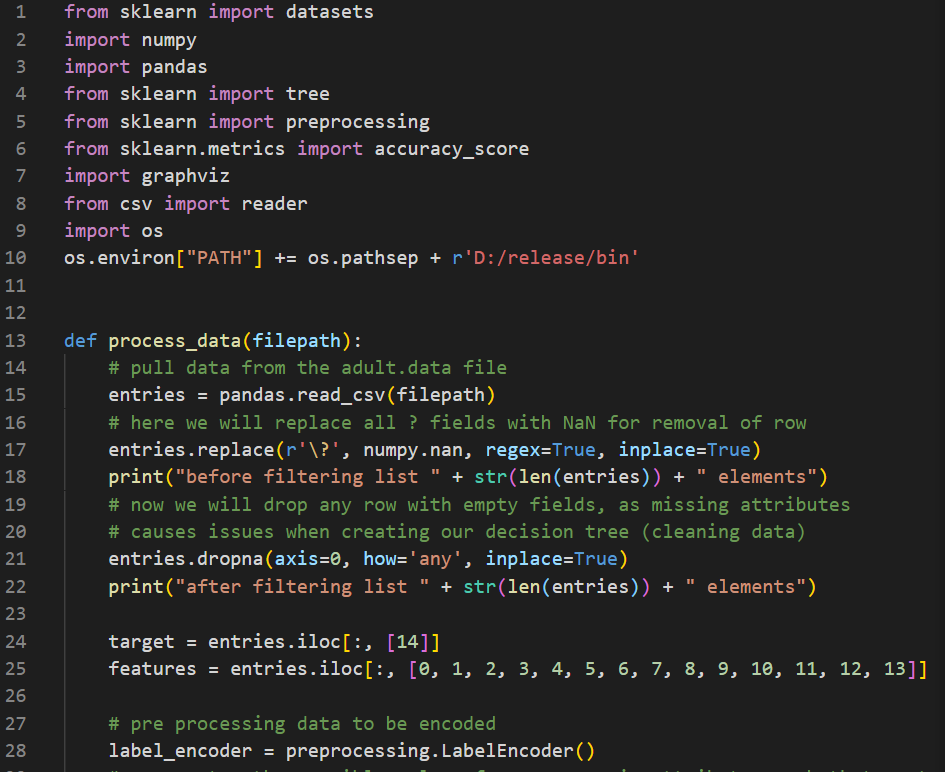 1 from sklearn import datasets
2 import numpy
3 import pandas
4 from sklearn import tree
5 from sklearn import preprocessing
6 from sklearn.metrics import accuracy_score
7 import graphviz
8 from csv import reader
9 import os
10 os.environ["PATH"] += os.pathsep + r'D:/release/bin'
11
12
13 def process_data(filepath):
14     # pull data from the adult.data file
15     entries = pandas.read_csv(filepath)
16     # here we will replace all ? fields with NaN for removal of row
17     entries.replace(r'\?', numpy.nan, regex=True, inplace=True)
18     print("before filtering list " + str(len(entries)) + " elements")
19     # now we will drop any row with empty fields, as missing attributes
20     # causes issues when creating our decision tree (cleaning data)
21     entries.dropna(axis=0, how='any', inplace=True)
22     print("after filtering list " + str(len(entries)) + " elements")
23
24     target = entries.iloc[:, [14]]
25     features = entries.iloc[:, [0, 1, 2, 3, 4, 5, 6, 7, 8, 9, 10, 11, 12, 13]]
26
27     # pre processing data to be encoded
28     label_encoder = preprocessing.LabelEncoder()